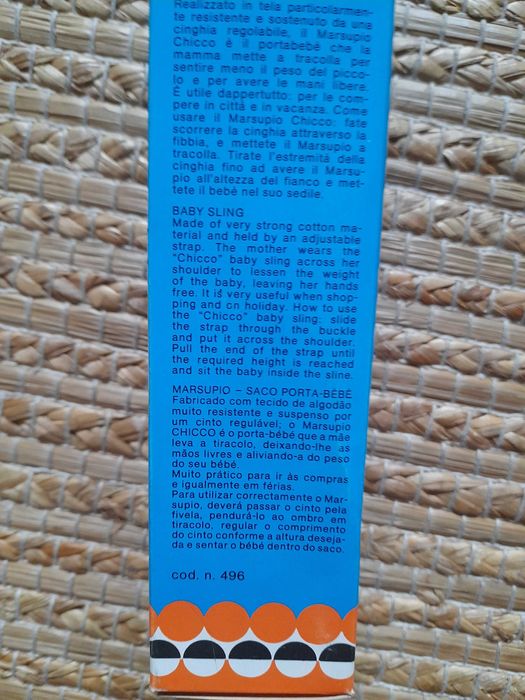 Realizzato in tela particolarmen-
te resistente e sostenuto da una
cinghia regolabile, il Marsupio
Chicco è il portabebè che la
mamma mette a tracolla per
sentire meno il peso del picco-
lo e per avere le mani libere.
È utile dappertutto: per le com-
pere in città e in vacanza. Come
usare il Marsupio Chicco: fate
scorrere la cinghia attraverso la
fibbia, e mettete il Marsupio a
tracolla. Tirate l'estremità della
cinghia fino ad avere il Marsu-
pio all'altezza del fianco e met-
tete il bebè nel suo sedile.
BABY SLING
Made of very strong cotton ma-
terial and held by an adjustable
strap. The mother wears the
"Chicco" baby sling across her
shoulder to lessen the weight
of the baby, leaving her hands
free. It is very useful when shop-
ping and on holiday. How to use
the "Chicco" baby sling: slide
the strap through the buckle
and put it across the shoulder.
Pull the end of the strap until
the required height is reached
and sit the baby inside the sline.
MARSUPIO – SACO PORTA-BÉBÉ
Fabricado com tecido de algodão
muito resistente e suspenso por
um cinto regulável; o Marsupio
CHICCO é o porta-bébé que a mãe
leva a tiracolo, deixando-lhe as
mãos livres e aliviando-a do peso
do seu bébé.
Muito prático para ir às compras
e igualmente em férias.
Para utilizar correctamente o Mar-
supio, deverá passar o cinto pela
fivela, pendurá-lo ao ombro em
tiracolo, regular o comprimento
do cinto conforme a altura deseja-
da e sentar o bébé dentro do saco.
cod. n. 496